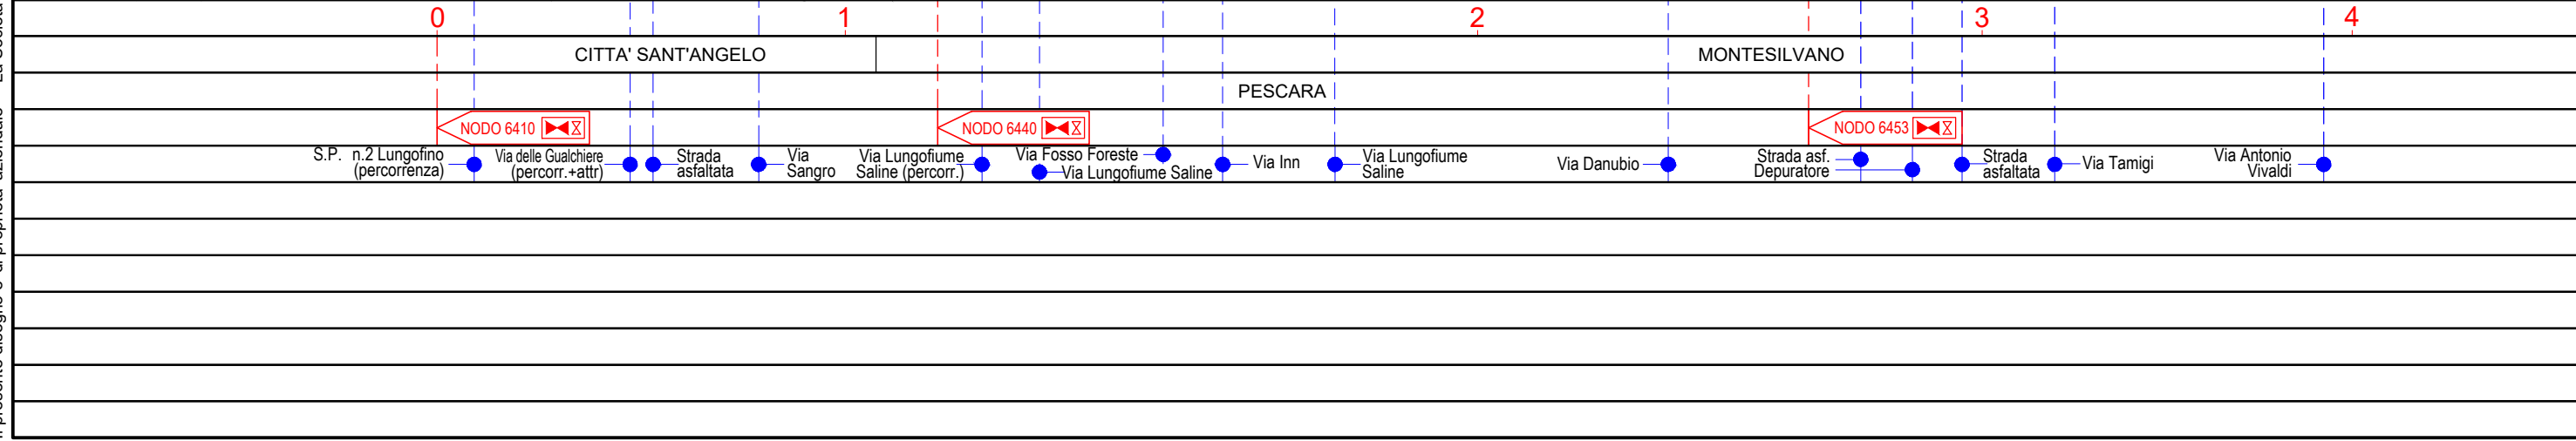 0 1 2 3 4
CITTA' SANT'ANGELO MONTESILVANO
PESCARA
NODO 6410 NODO 6440 NODO 6453
S.P. n.2 Lungofino
(percorrenza)
Via delle Gualchiere
(percorr.+attr)
Strada
asfaltata
Via
Sangro
Via Lungofiume
Saline (percorr.)
Via Fosso Foreste
Via Lungofiume Saline
Via Inn
Via Lungofiume
Saline
Via Danubio
Strada asf.
Depuratore
Strada
asfaltata
Via Tamigi
Via Antonio
Vivaldi